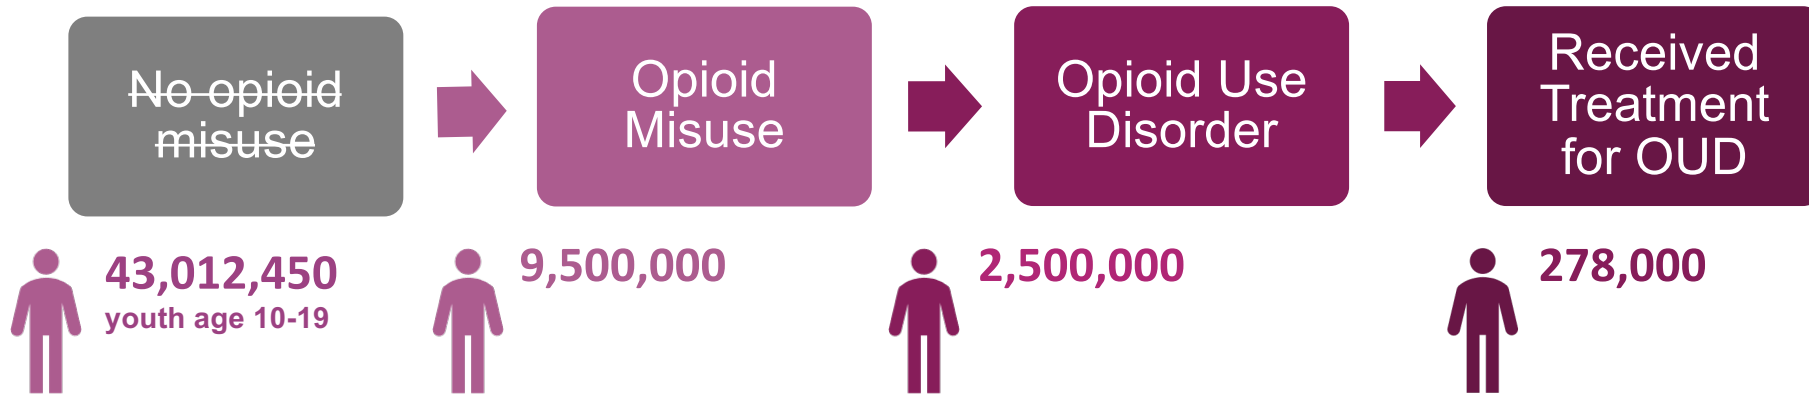 No opioid
misuse
Opioid
Misuse
Opioid Use
Disorder
Received
Treatment
for OUD
43,012,450
youth age 10-19
9,500,000
2,500,000
278,000